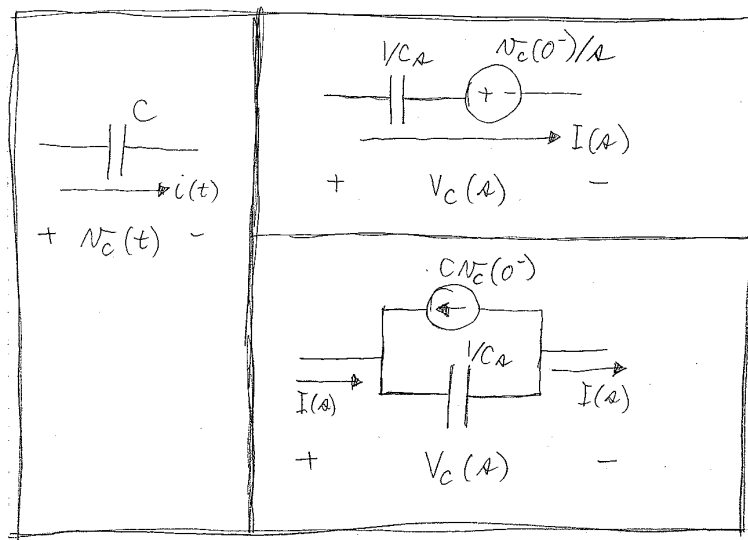 C
i(t)
+ v_c(t) -
1/Cs
v_c(0⁻)/s
+ -
I(s)
+ V_c(s) -
Cv_c(0⁻)
1/Cs
I(s)
I(s)
+ V_c(s) -